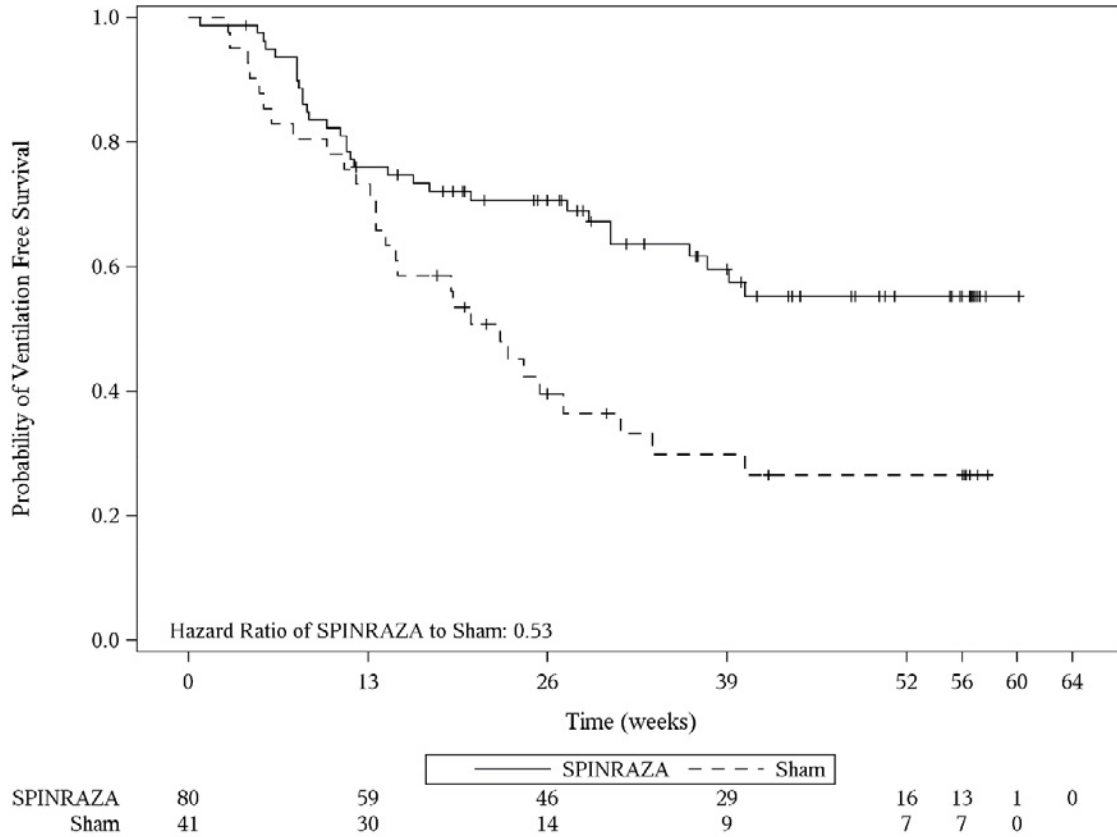 1.0
0.8
0.6
0.4
0.2
0.0
Probability of Ventilation Free Survival
Hazard Ratio of SPINRAZA to Sham: 0.53
0 13 26 39 52 56 60 64
Time (weeks)
SPINRAZA Sham
SPINRAZA 80 59 46 29 16 13 1 0
Sham 41 30 14 9 7 7 0